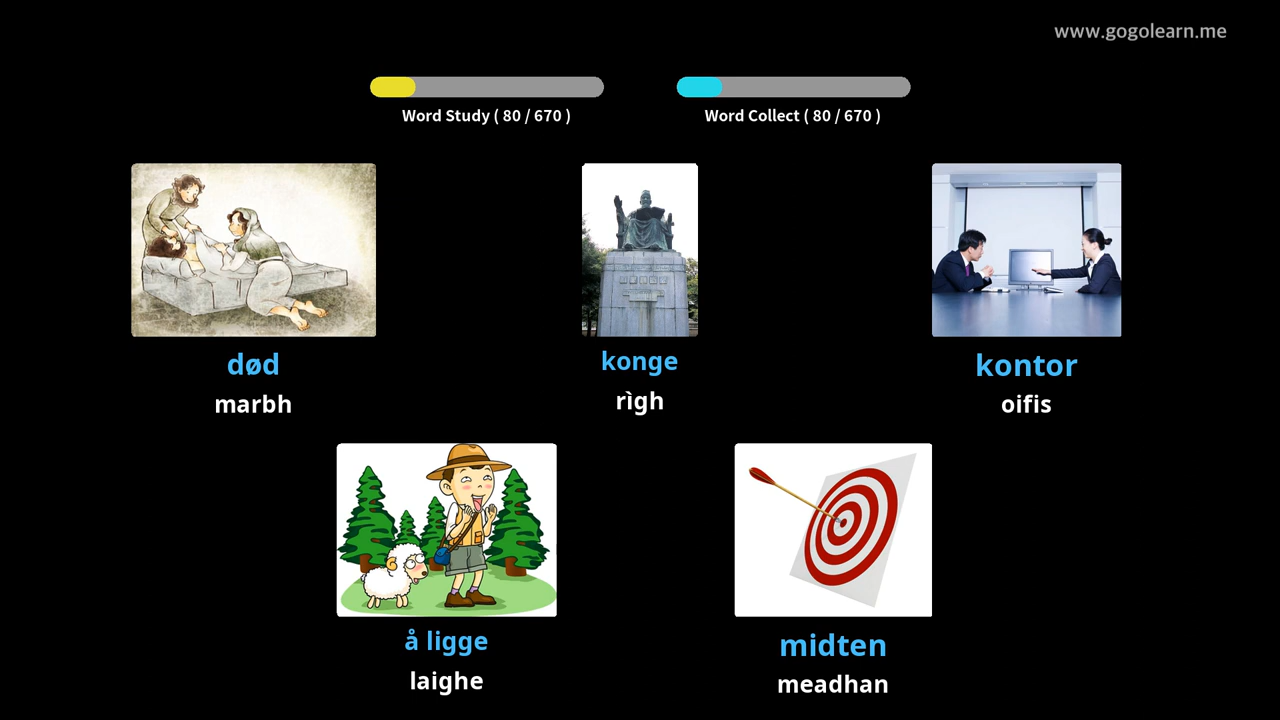 www.gogolearn.me
Word Study ( 80 / 670 )
Word Collect ( 80 / 670 )
død
marbh
konge
rìgh
kontor
oifis
å ligge
laighe
midten
meadhan